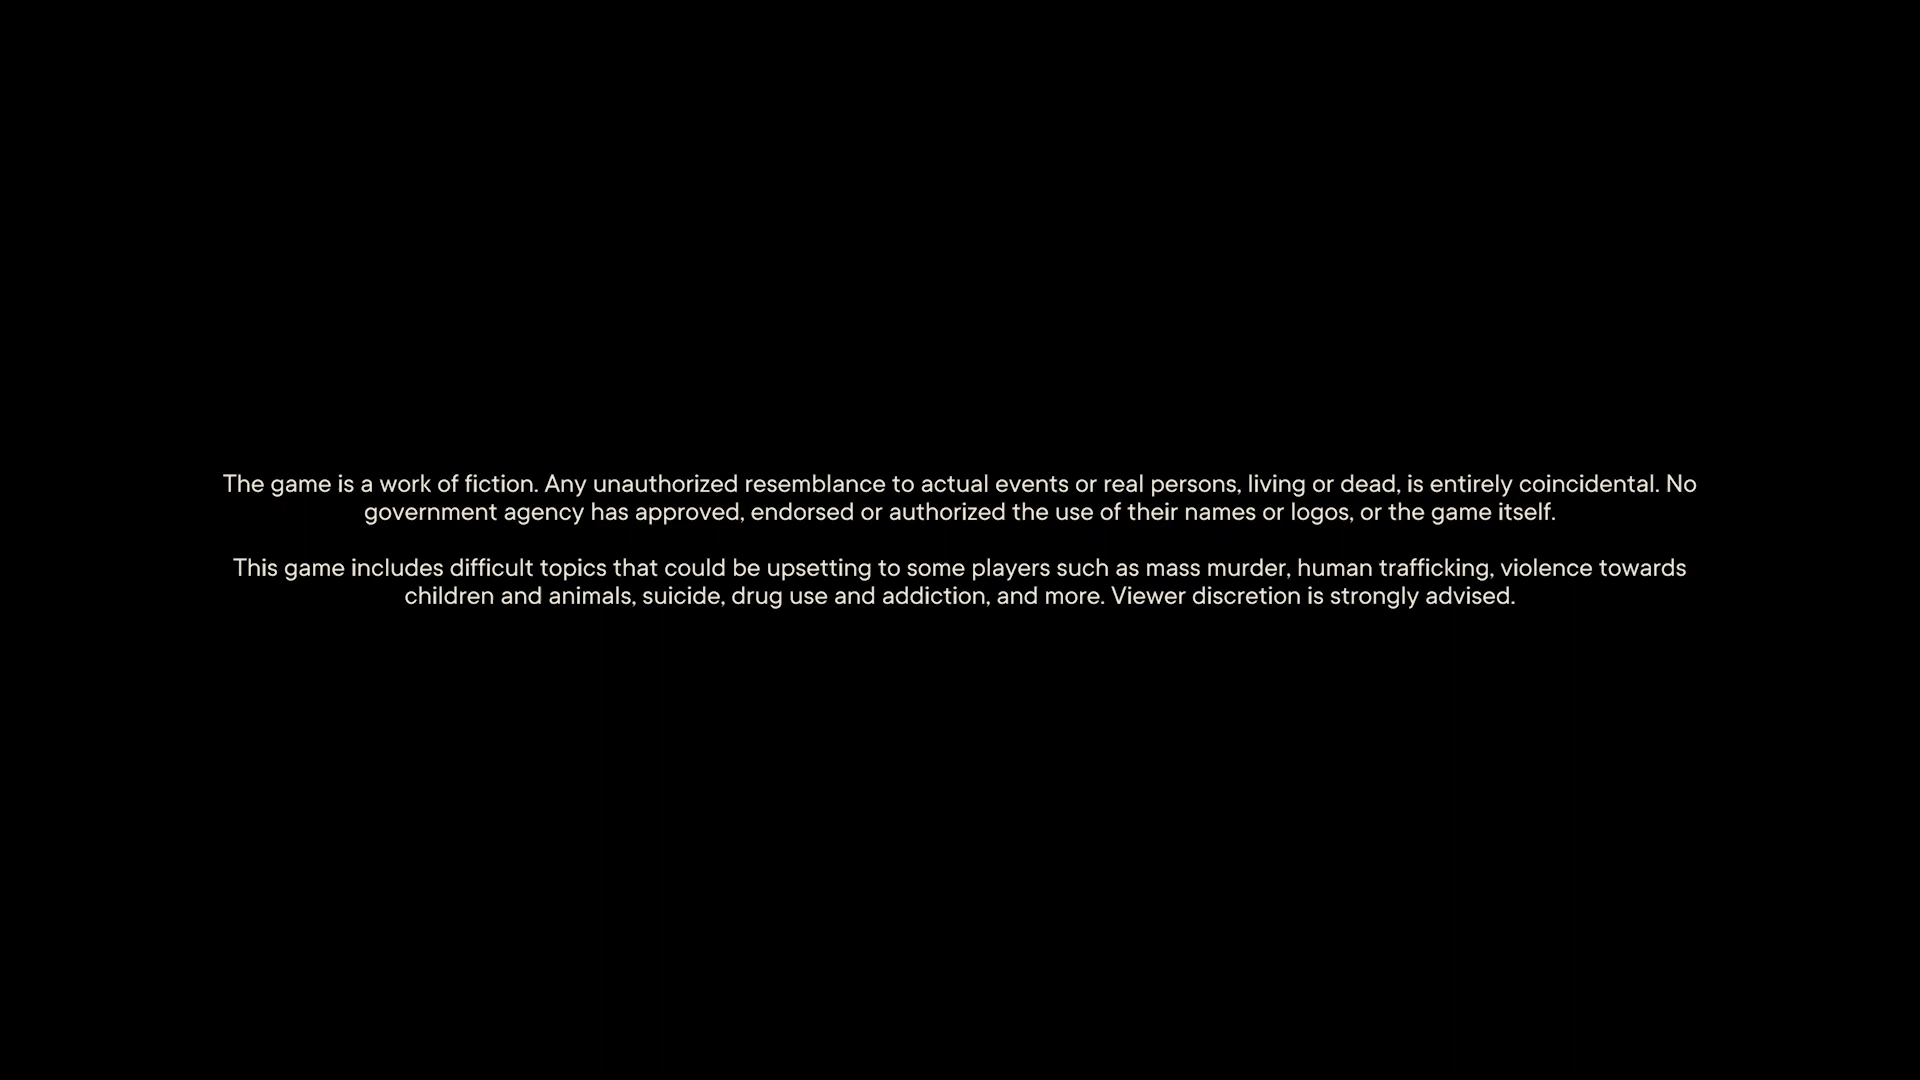 The game is a work of fiction. Any unauthorized resemblance to actual events or real persons, living or dead, is entirely coincidental. No
government agency has approved, endorsed or authorized the use of their names or logos, or the game itself.
This game includes difficult topics that could be upsetting to some players such as mass murder, human trafficking, violence towards
children and animals, suicide, drug use and addiction, and more. Viewer discretion is strongly advised.